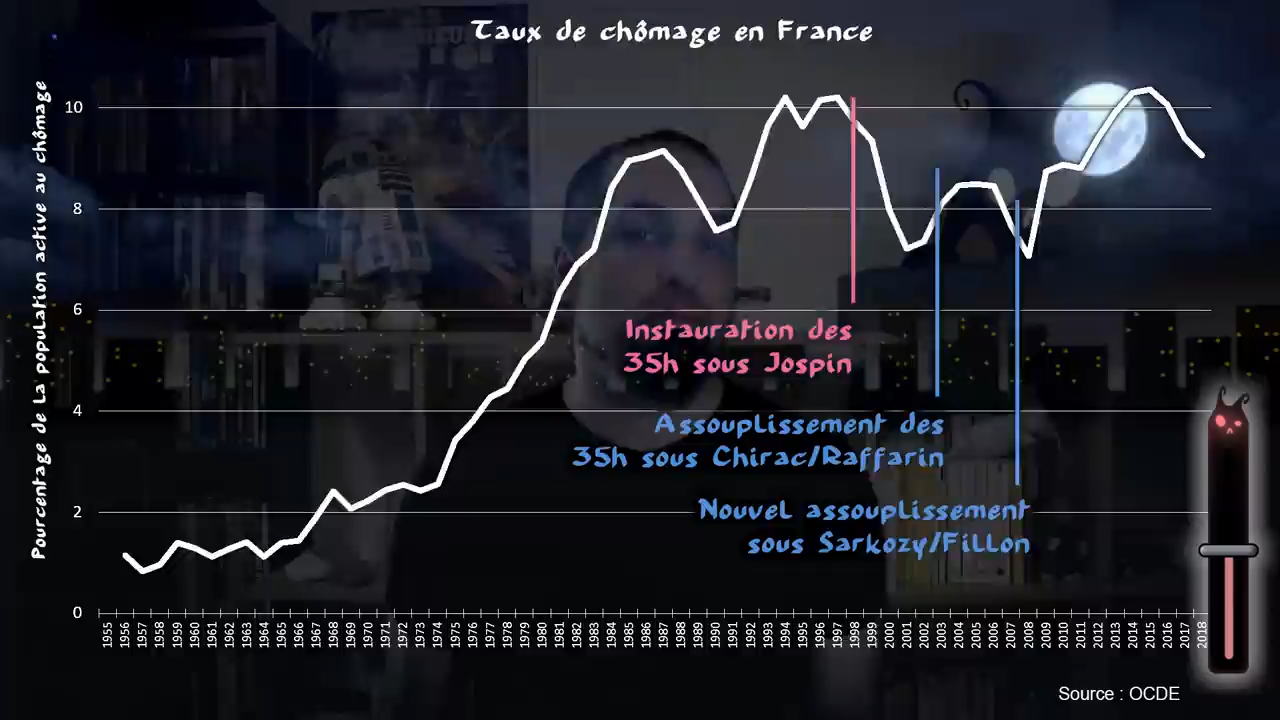 Taux de chômage en France
Pourcentage de la population active au chômage
10
8
6
4
2
0
Instauration des
35h sous Jospin
Assouplissement des
35h sous Chirac/Raffarin
Nouvel assouplissement
sous Sarkozy/Fillon
1955 1956 1957 1958 1959 1960 1961 1962 1963 1964 1965 1966 1967 1968 1969 1970 1971 1972 1973 1974 1975 1976 1977 1978 1979 1980 1981 1982 1983 1984 1985 1986 1987 1988 1989 1990 1991 1992 1993 1994 1995 1996 1997 1998 1999 2000 2001 2002 2003 2004 2005 2006 2007 2008 2009 2010 2011 2012 2013 2014 2015 2016 2017 2018
Source : OCDE